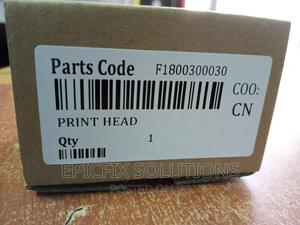 Parts Code F1800300030
COO:
CN
PRINT HEAD
Qty 1
EPICFIX SOLUTIONS